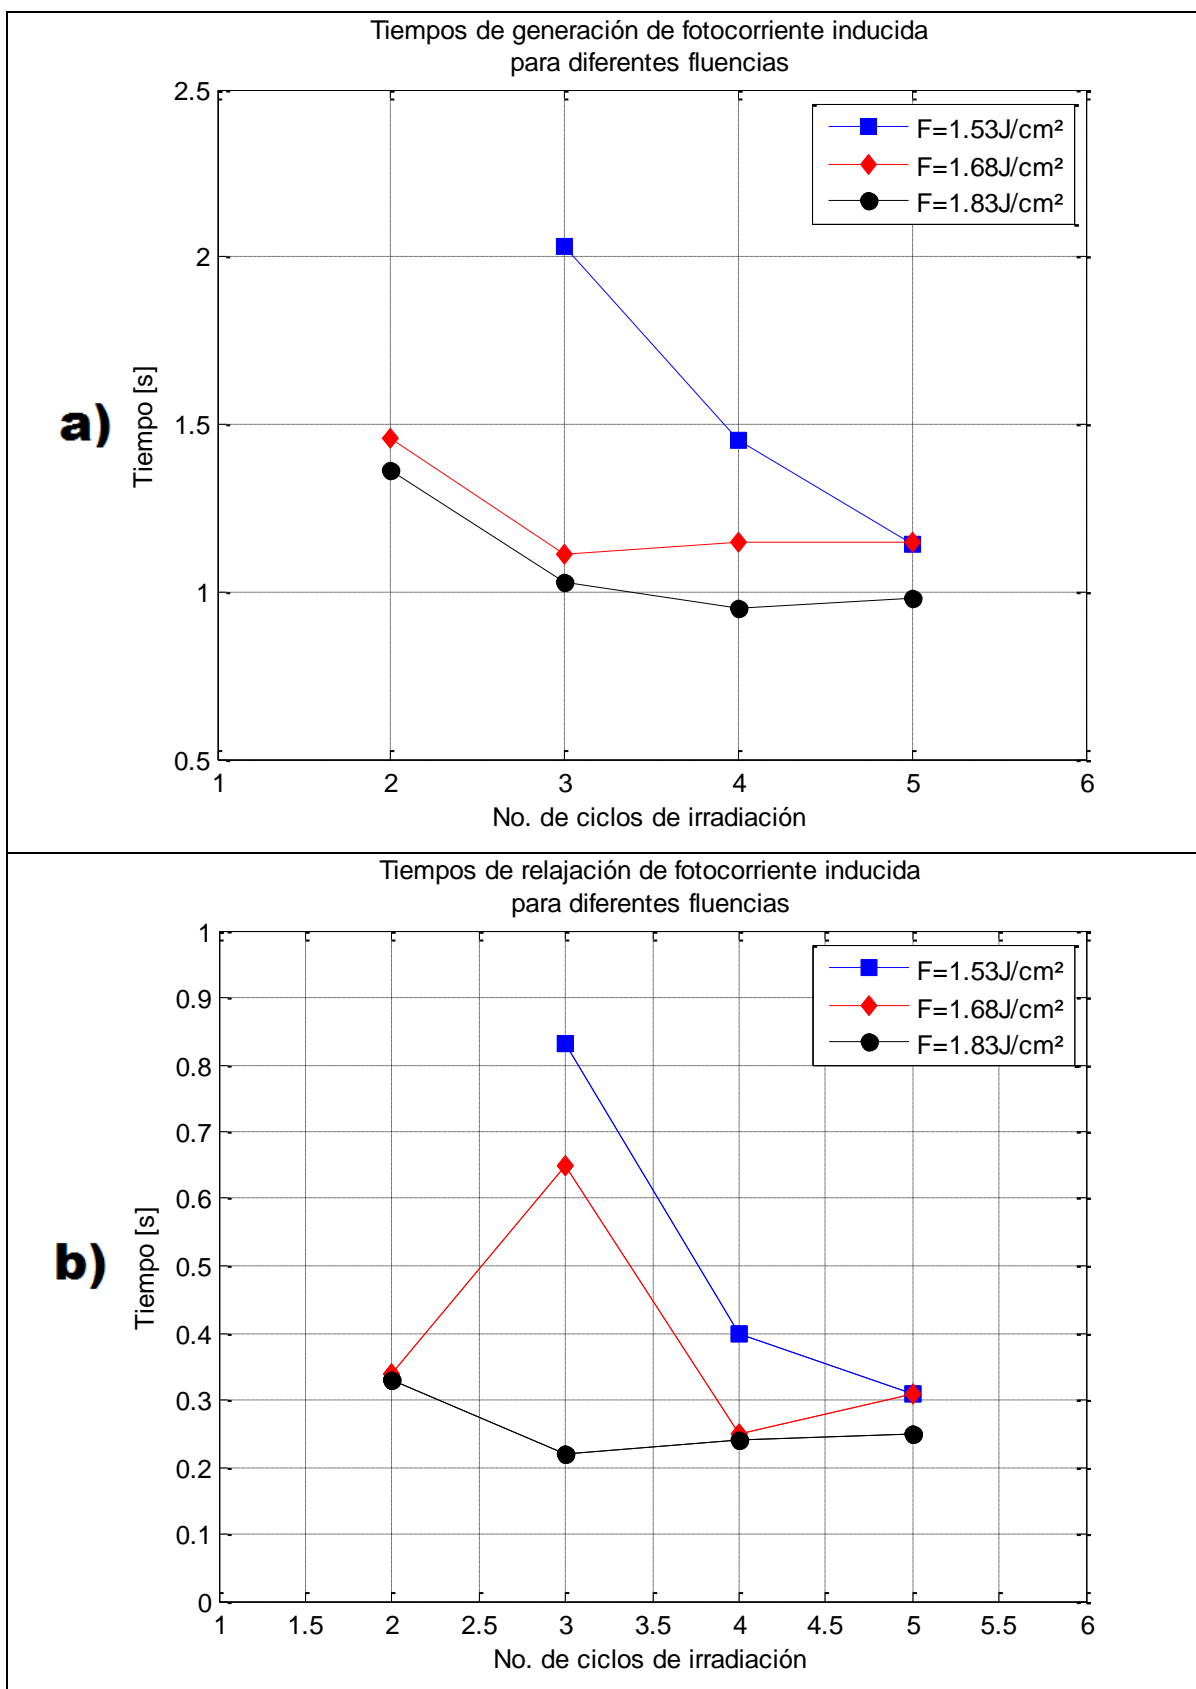 Tiempos de generación de fotocorriente inducida
para diferentes fluencias
2.5
2
1.5
1
0.5
1 2 3 4 5 6
F=1.53J/cm²
F=1.68J/cm²
F=1.83J/cm²
a)
Tiempo [s]
No. de ciclos de irradiación
Tiempos de relajación de fotocorriente inducida
para diferentes fluencias
1
0.9
0.8
0.7
0.6
0.5
0.4
0.3
0.2
0.1
0
1 1.5 2 2.5 3 3.5 4 4.5 5 5.5 6
F=1.53J/cm²
F=1.68J/cm²
F=1.83J/cm²
b)
Tiempo [s]
No. de ciclos de irradiación